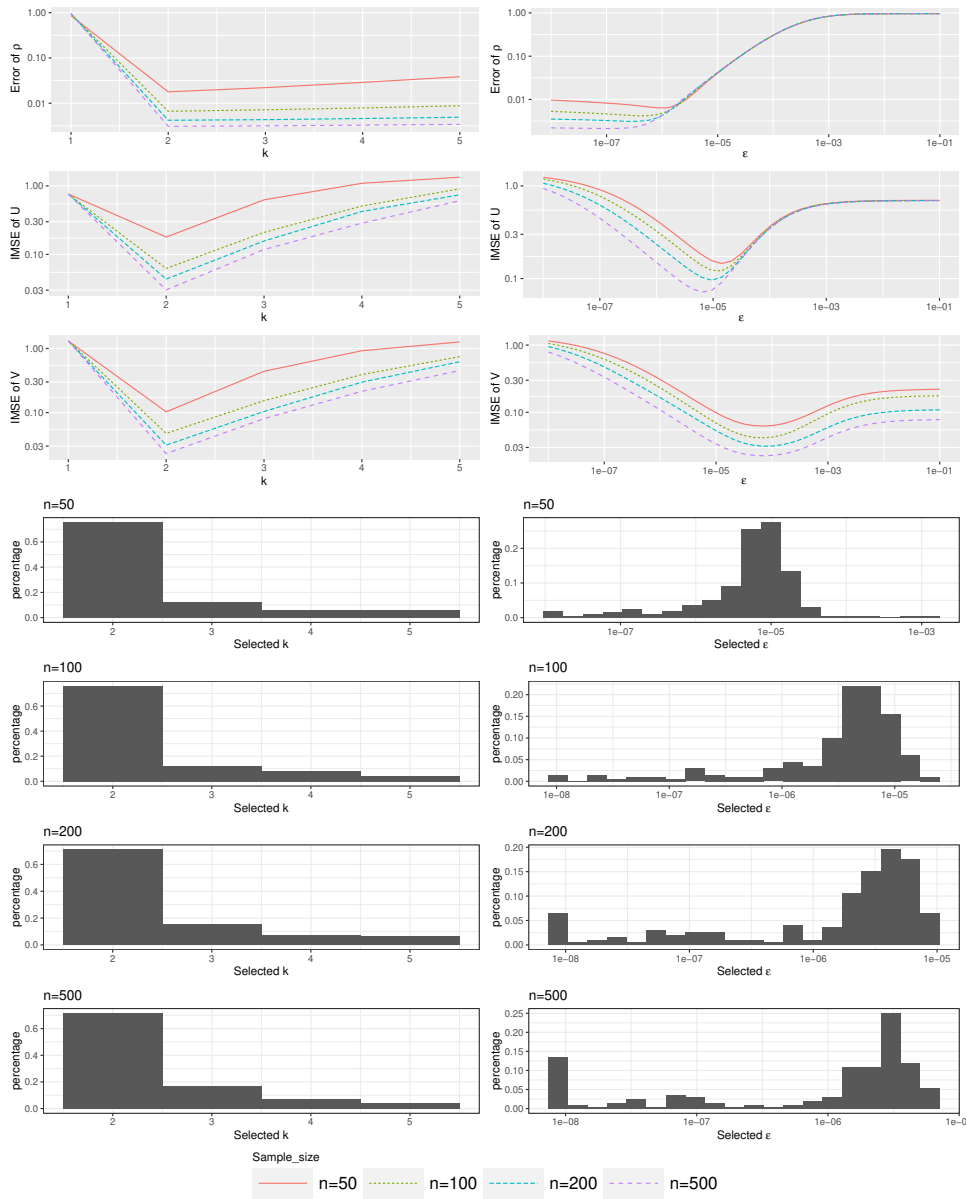 1.00
0.10
0.01
Error of ρ
1 2 3 4 5
k
0.01
Error of ρ
1e−07 1e−05 1e−03 1e−01
ε
1.00
0.30
0.10
0.03
IMSE of U
1 2 3 4 5
k
1.0
0.3
0.1
IMSE of U
1e−07 1e−05 1e−03 1e−01
ε
1.00
0.30
0.10
0.03
IMSE of V
1 2 3 4 5
k
1.00
0.30
0.10
0.03
IMSE of V
1e−07 1e−05 1e−03 1e−01
ε
n=50
0.6
0.4
0.2
0.0
percentage
2 3 4 5
Selected k
n=50
0.2
0.1
0.0
percentage
1e−07 1e−05 1e−03
Selected ε
n=100
0.6
0.4
0.2
0.0
percentage
2 3 4 5
Selected k
n=100
0.20
0.15
0.10
0.05
0.00
percentage
1e−08 1e−07 1e−06 1e−05
Selected ε
n=200
0.6
0.4
0.2
0.0
percentage
2 3 4 5
Selected k
n=200
0.20
0.15
0.10
0.05
0.00
percentage
1e−08 1e−07 1e−06 1e−05
Selected ε
n=500
0.6
0.4
0.2
0.0
percentage
2 3 4 5
Selected k
n=500
0.25
0.20
0.15
0.10
0.05
0.00
percentage
1e−08 1e−07 1e−06 1e−0
Selected ε
Sample_size
n=50 n=100 n=200 n=500